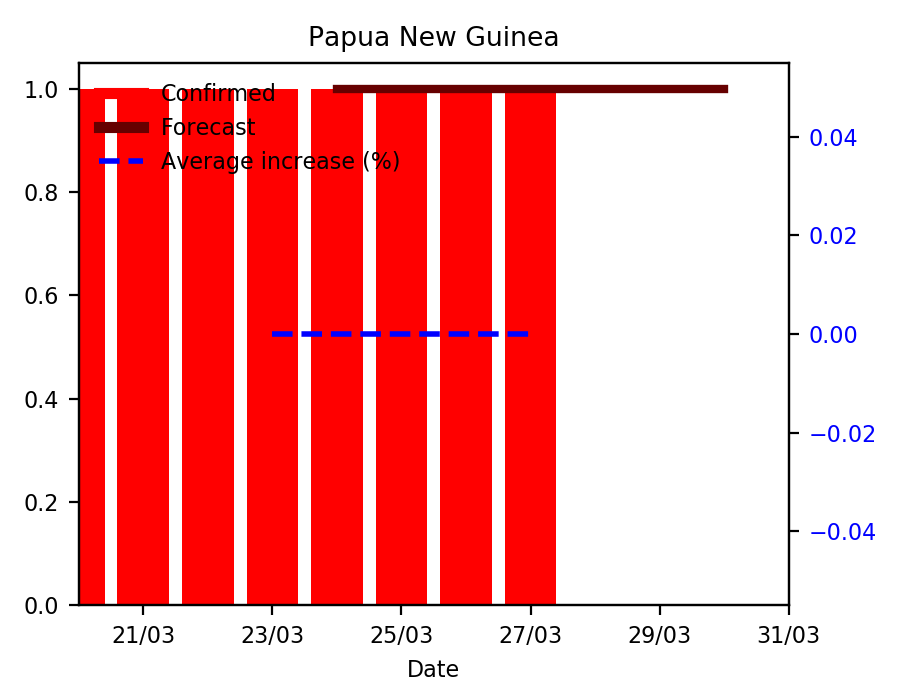 Papua New Guinea
Confirmed
Forecast
Average increase (%)
1.0
0.8
0.6
0.4
0.2
0.0
0.04
0.02
0.00
−0.02
−0.04
21/03 23/03 25/03 27/03 29/03 31/03
Date